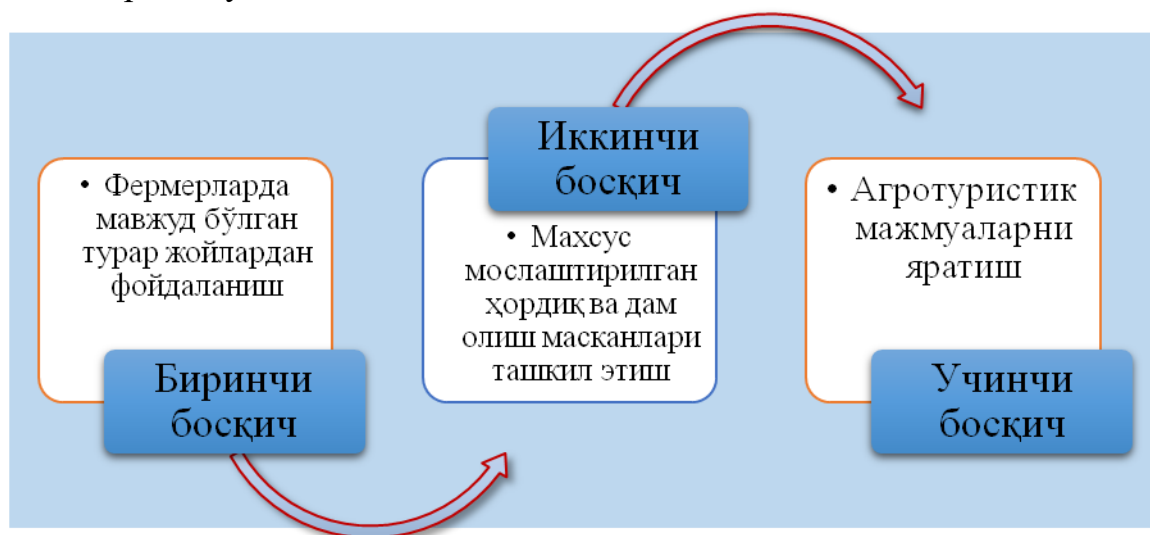 • Фермерларда
мавжуд бўлган
турар жойлардан
фойдаланиш
Биринчи
босқич
Иккинчи
босқич
• Махсус
мослаштирилган
ҳордиқ ва дам
олиш масканлари
ташкил этиш
• Агротуристик
мажмуаларни
яратиш
Учинчи
босқич